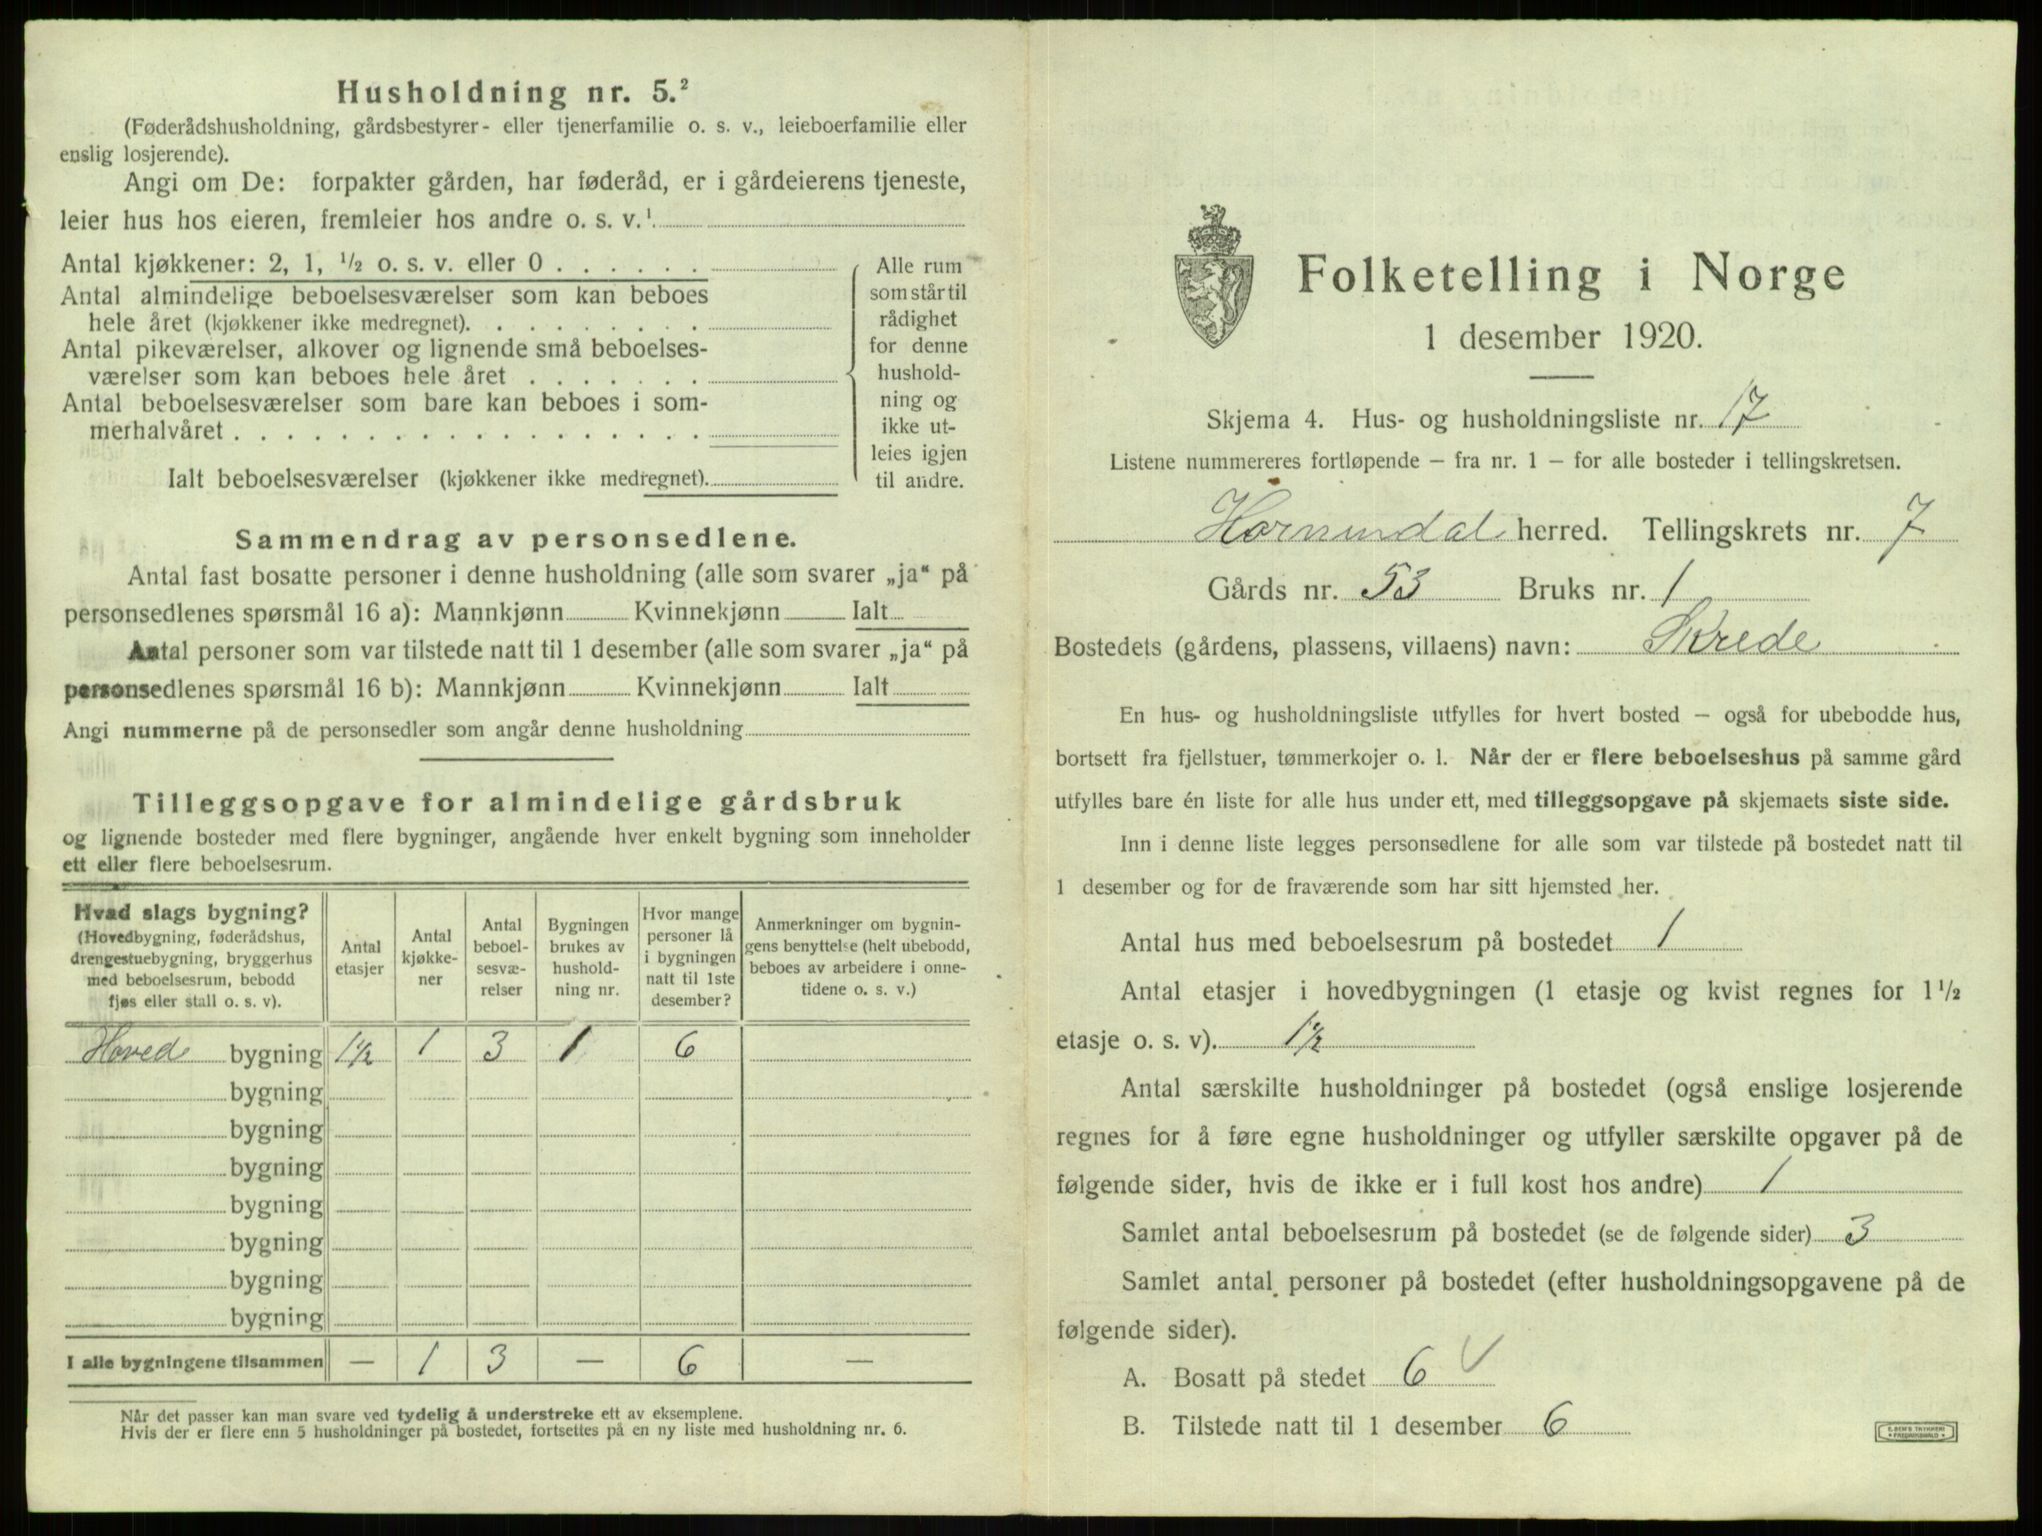 Husholdning nr. 5.²
(Føderådshusholdning, gårdsbestyrer- eller tjenerfamilie o. s. v., leieboerfamilie eller
enslig losjerende).
Angi om De: forpakter gården, har føderåd, er i gårdeierens tjeneste,
leier hus hos eieren, fremleier hos andre o. s. v.¹
Antal kjøkkener: 2, 1, ½ o. s. v. eller 0 . . . . . .
Antal almindelige beboelsesværelser som kan beboes
hele året (kjøkkener ikke medregnet). . . . . . . . .
Antal pikeværelser, alkover og lignende små beboelses-
værelser som kan beboes hele året . . . . . . .
Antal beboelsesværelser som bare kan beboes i som-
merhalvåret . . . . . . . . . . . . . . . . . .
Ialt beboelsesværelser (kjøkkener ikke medregnet).
Alle rum
som står til
rådighet
for denne
hushold-
ning og
ikke ut-
leies igjen
til andre.
Sammendrag av personsedlene.
Antal fast bosatte personer i denne husholdning (alle som svarer „ja“ på
personsedlenes spørsmål 16 a): Mannkjønn Kvinnekjønn Ialt
Antal personer som var tilstede natt til 1 desember (alle som svarer „ja“ på
personsedlenes spørsmål 16 b): Mannkjønn Kvinnekjønn Ialt
Angi nummerne på de personsedler som angår denne husholdning
Tilleggsopgave for almindelige gårdsbruk
og lignende bosteder med flere bygninger, angående hver enkelt bygning som inneholder
ett eller flere beboelsesrum.
Hvad slags bygning?
(Hovedbygning, føderådshus,
drengestuebygning, bryggerhus
med beboelsesrum, bebodd
fjøs eller stall o. s. v).
Antal
etasjer
Antal
kjøkke-
ner
Antal
beboel-
sesvæ-
relser
Bygningen
brukes av
hushold-
ning nr.
Hvor mange
personer lå
i bygningen
natt til 1ste
desember?
Anmerkninger om bygnin-
gens benyttelse (helt ubebodd,
beboes av arbeidere i onne-
tidene o. s. v.)
Hoved bygning 1½ 1 3 1 6
bygning
bygning
bygning
bygning
bygning
bygning
bygning
I alle bygningene tilsammen — 1 3 — 6 —
Når det passer kan man svare ved tydelig å understreke ett av eksemplene.
Hvis der er flere enn 5 husholdninger på bostedet, fortsettes på en ny liste med husholdning nr. 6.
Folketelling i Norge
1 desember 1920.
Skjema 4. Hus- og husholdningsliste nr. 17
Listene nummereres fortløpende – fra nr. 1 – for alle bosteder i tellingskretsen.
Hornindal herred. Tellingskrets nr. 7
Gårds nr. 53 Bruks nr. 1
Bostedets (gårdens, plassens, villaens) navn: Skrede
En hus- og husholdningsliste utfylles for hvert bosted – også for ubebodde hus,
bortsett fra fjellstuer, tømmerkojer o. l. Når der er flere beboelseshus på samme gård
utfylles bare én liste for alle hus under ett, med tilleggsopgave på skjemaets siste side.
Inn i denne liste legges personsedlene for alle som var tilstede på bostedet natt til
1 desember og for de fraværende som har sitt hjemsted her.
Antal hus med beboelsesrum på bostedet 1
Antal etasjer i hovedbygningen (1 etasje og kvist regnes for 1½
etasje o. s. v). 1½
Antal særskilte husholdninger på bostedet (også enslige losjerende
regnes for å føre egne husholdninger og utfyller særskilte opgaver på de
følgende sider, hvis de ikke er i full kost hos andre) 1
Samlet antal beboelsesrum på bostedet (se de følgende sider) 3
Samlet antal personer på bostedet (efter husholdningsopgavene på de
følgende sider).
A. Bosatt på stedet 6 √
B. Tilstede natt til 1 desember 6